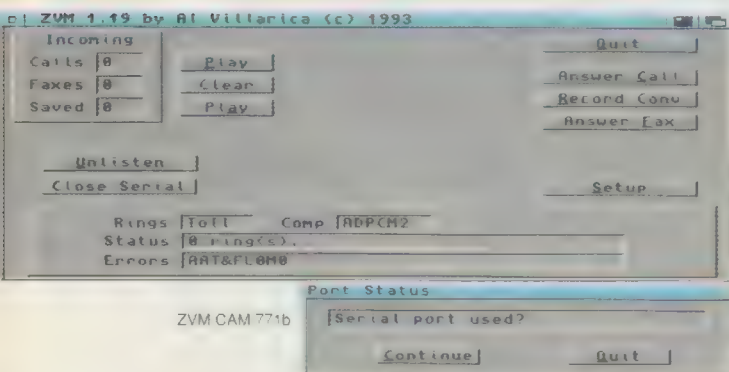 ZVM 1.19 by Al Villarica (c) 1993
Incoming
Calls 0 Play
Faxes 0 Clear
Saved 0 Play
Quit
Answer Call
Record Conv
Answer Fax
Unlisten
Close Serial
Setup
Rings Toll Comp ADPCM2
Status 0 ring(s).
Errors AAT&FL0M0
Port Status
Serial port used?
Continue Quit
ZVM CAM 771b